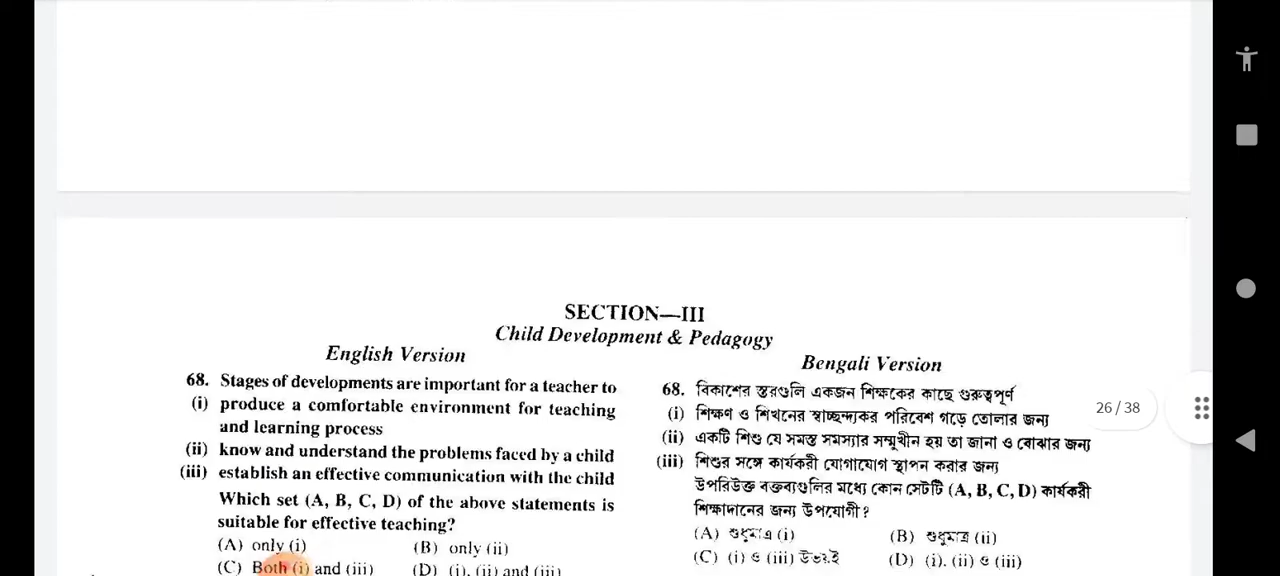 SECTION—III
Child Development & Pedagogy
English Version
68. Stages of developments are important for a teacher to
(i) produce a comfortable environment for teaching
and learning process
(ii) know and understand the problems faced by a child
(iii) establish an effective communication with the child
Which set (A, B, C, D) of the above statements is
suitable for effective teaching?
(A) only (i) (B) only (ii)
(C) Both (i) and (iii) (D) (i), (ii) and (iii)
Bengali Version
68. বিকাশের স্তরগুলি একজন শিক্ষকের কাছে গুরুত্বপূর্ণ
(i) শিক্ষণ ও শিখনের স্বাচ্ছন্দ্যকর পরিবেশ গড়ে তোলার জন্য
(ii) একটি শিশু যে সমস্ত সমস্যার সম্মুখীন হয় তা জানা ও বোঝার জন্য
(iii) শিশুর সঙ্গে কার্যকরী যোগাযোগ স্থাপন করার জন্য
উপরিউক্ত বক্তব্যগুলির মধ্যে কোন সেটটি (A, B, C, D) কার্যকরী
শিক্ষাদানের জন্য উপযোগী?
(A) শুধুমাত্র (i) (B) শুধুমাত্র (ii)
(C) (i) ও (iii) উভয়ই (D) (i), (ii) ও (iii)
26 / 38